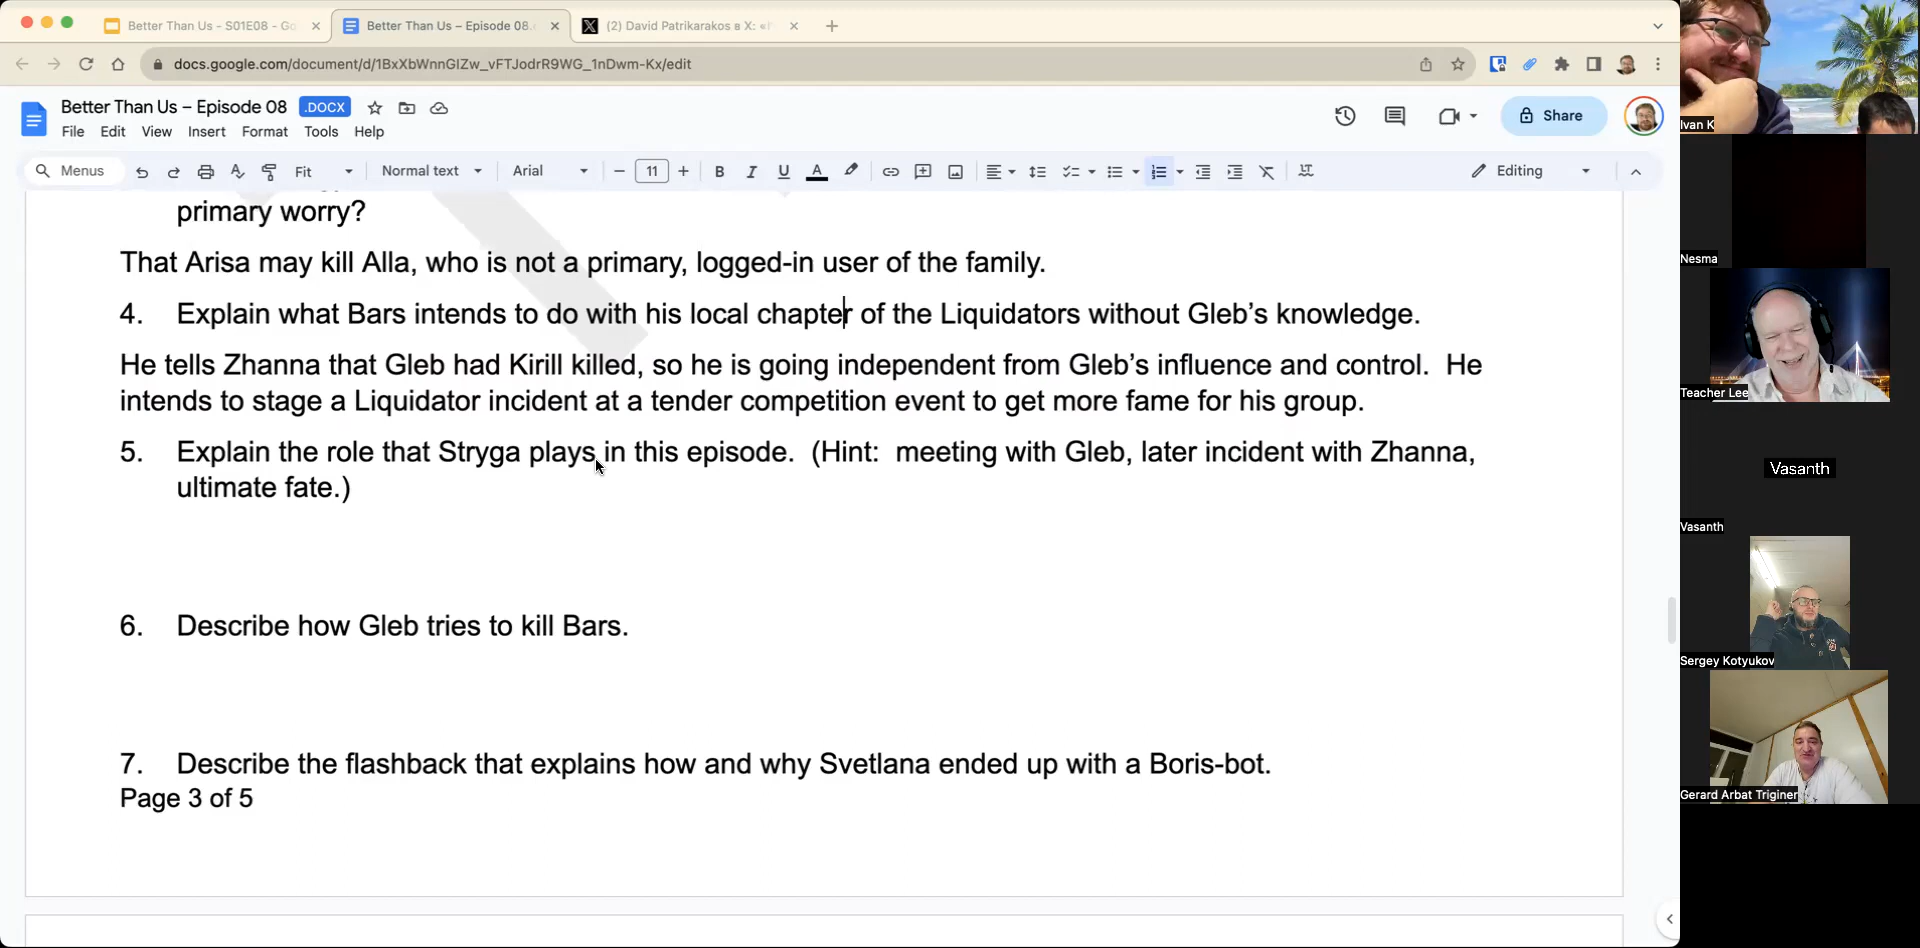 Better Than Us - S01E08 - Go
Better Than Us – Episode 08.
(2) David Patrikarakos в X: «
docs.google.com/document/d/1BxXbWnnGIZw_vFTJodrR9WG_1nDwm-Kx/edit
Better Than Us – Episode 08 .DOCX
File Edit View Insert Format Tools Help
Share
Menus Fit Normal text Arial 11 Editing
primary worry?
That Arisa may kill Alla, who is not a primary, logged-in user of the family.
4. Explain what Bars intends to do with his local chapter of the Liquidators without Gleb’s knowledge.
He tells Zhanna that Gleb had Kirill killed, so he is going independent from Gleb’s influence and control. He
intends to stage a Liquidator incident at a tender competition event to get more fame for his group.
5. Explain the role that Stryga plays in this episode. (Hint: meeting with Gleb, later incident with Zhanna,
ultimate fate.)
6. Describe how Gleb tries to kill Bars.
7. Describe the flashback that explains how and why Svetlana ended up with a Boris-bot.
Page 3 of 5
Ivan K
Nesma
Teacher Lee
Vasanth
Vasanth
Sergey Kotyukov
Gerard Arbat Triginer